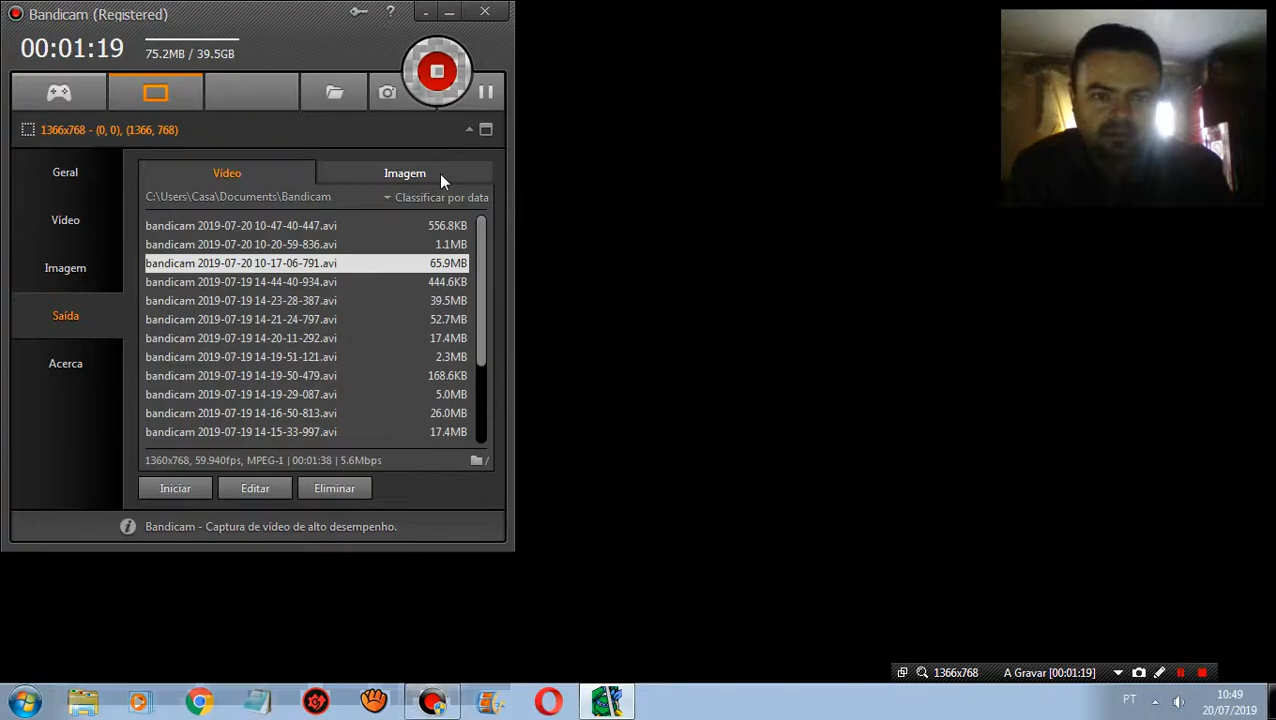 Bandicam (Registered)
?
00:01:19
75.2MB / 39.5GB
1366x768 - (0, 0), (1366, 768)
Geral
Vídeo
Imagem
Saída
Acerca
Vídeo
Imagem
C:\Users\Casa\Documents\Bandicam
Classificar por data
bandicam 2019-07-20 10-47-40-447.avi 556.8KB
bandicam 2019-07-20 10-20-59-836.avi 1.1MB
bandicam 2019-07-20 10-17-06-791.avi 65.9MB
bandicam 2019-07-19 14-44-40-934.avi 444.6KB
bandicam 2019-07-19 14-23-28-387.avi 39.5MB
bandicam 2019-07-19 14-21-24-797.avi 52.7MB
bandicam 2019-07-19 14-20-11-292.avi 17.4MB
bandicam 2019-07-19 14-19-51-121.avi 2.3MB
bandicam 2019-07-19 14-19-50-479.avi 168.6KB
bandicam 2019-07-19 14-19-29-087.avi 5.0MB
bandicam 2019-07-19 14-16-50-813.avi 26.0MB
bandicam 2019-07-19 14-15-33-997.avi 17.4MB
1360x768, 59.940fps, MPEG-1 | 00:01:38 | 5.6Mbps
/
Iniciar
Editar
Eliminar
Bandicam - Captura de vídeo de alto desempenho.
1366x768
A Gravar [00:01:19]
PT
10:49
20/07/2019